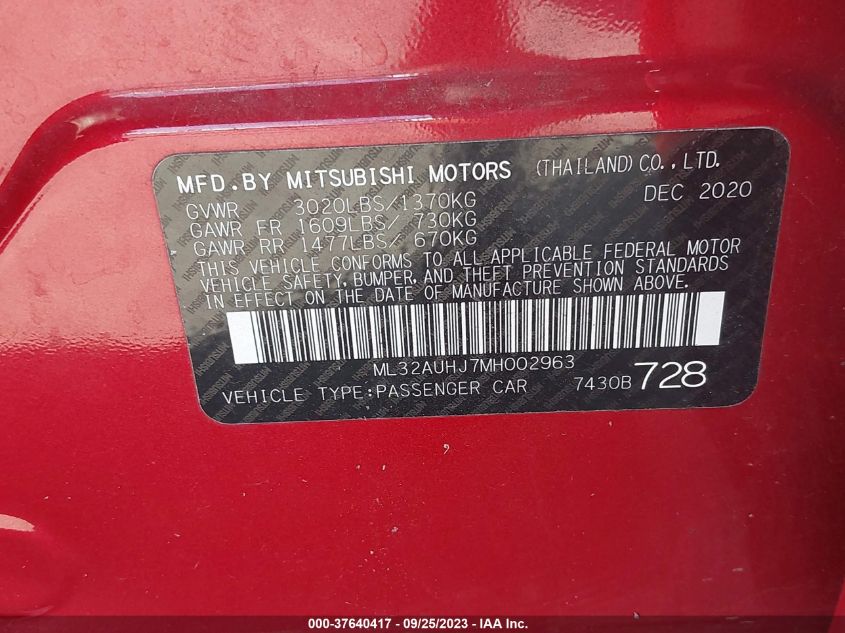 MFD.BY MITSUBISHI MOTORS (THAILAND) CO.,LTD.
GVWR 3020LBS/1370KG DEC 2020
GAWR FR 1609LBS/ 730KG
GAWR RR 1477LBS/ 670KG
THIS VEHICLE CONFORMS TO ALL APPLICABLE FEDERAL MOTOR
VEHICLE SAFETY, BUMPER, AND THEFT PREVENTION STANDARDS
IN EFFECT ON THE DATE OF MANUFACTURE SHOWN ABOVE.
ML32AUHJ7MH002963
VEHICLE TYPE:PASSENGER CAR 7430B 728
000-37640417 - 09/25/2023 - IAA Inc.